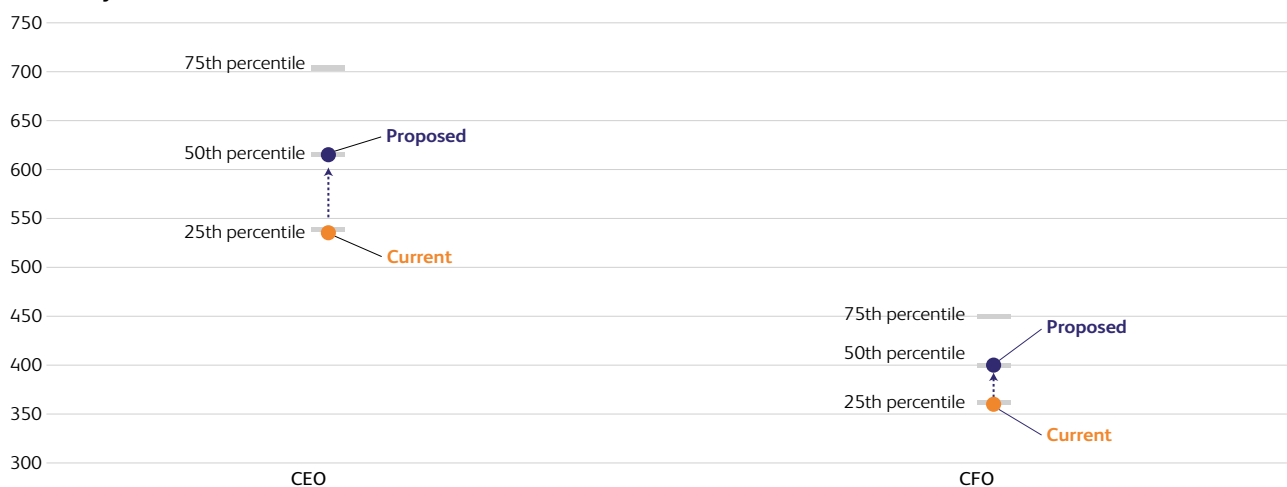 750
75th percentile
700
650
Proposed
50th percentile
600
550
25th percentile
Current
500
450
75th percentile
Proposed
50th percentile
400
25th percentile
350
Current
300
CEO
CFO